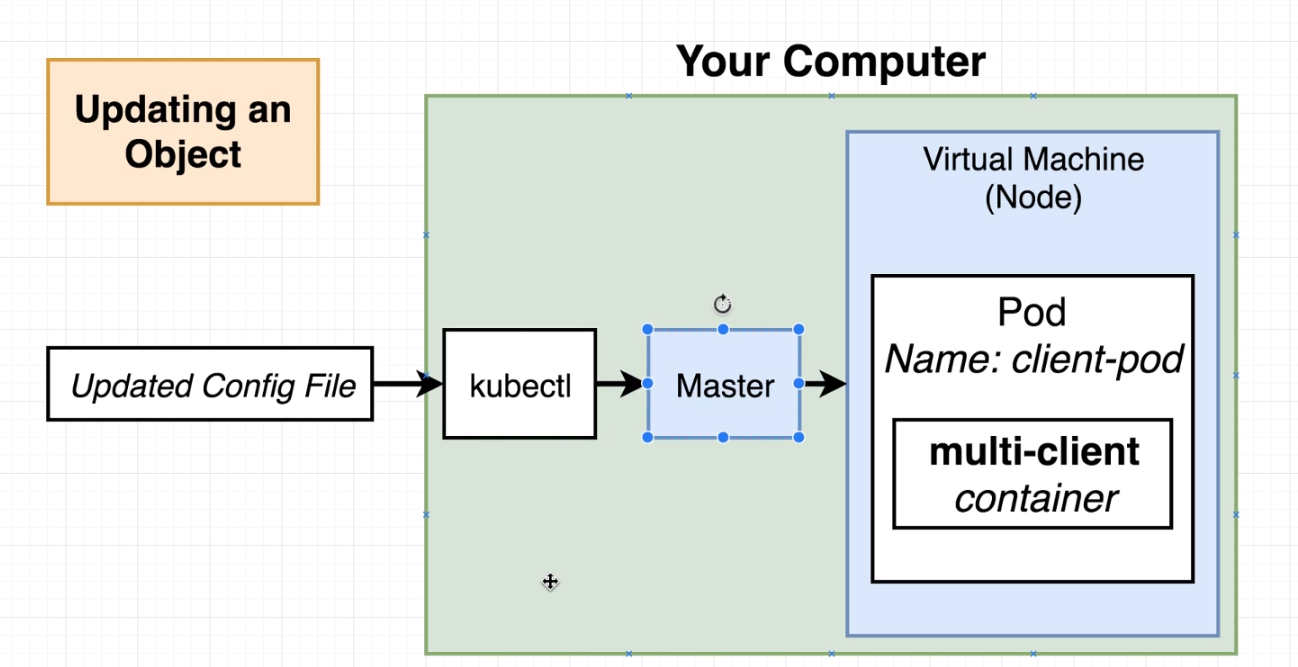 Your Computer
Updating an
Object
Virtual Machine
(Node)
Pod
Name: client-pod
Updated Config File
kubectl
Master
multi-client
container